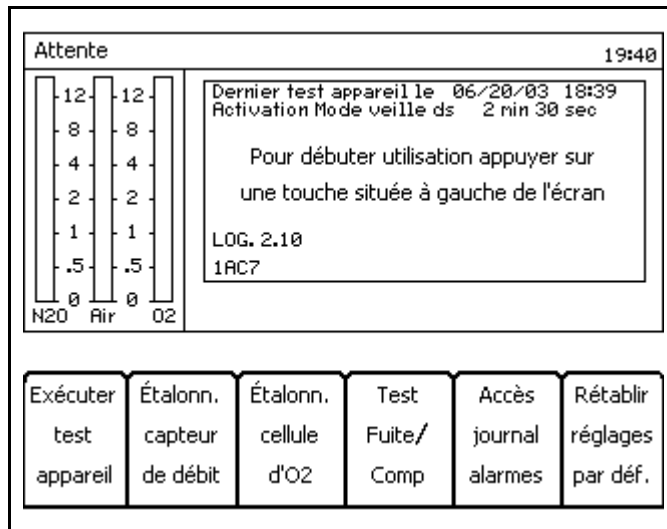 Attente 19:40
12 12
8 8
4 4
2 2
1 1
.5 .5
0 0
N2O Air O2
Dernier test appareil le 06/20/03 18:39
Activation Mode veille ds 2 min 30 sec
Pour débuter utilisation appuyer sur
une touche située à gauche de l'écran
LOG. 2.10
1AC7
Exécuter
test
appareil
Étalonn.
capteur
de débit
Étalonn.
cellule
d'O2
Test
Fuite/
Comp
Accès
journal
alarmes
Rétablir
réglages
par déf.